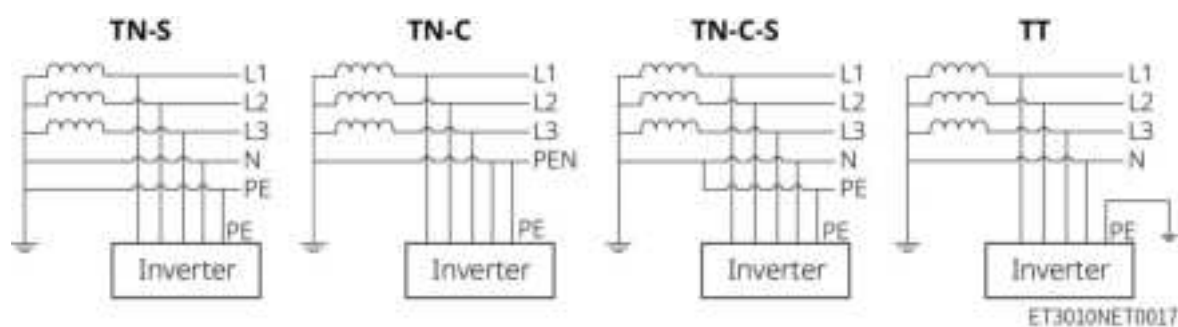 TN-S TN-C TN-C-S TT
L1 L1 L1 L1
L2 L2 L2 L2
L3 L3 L3 L3
N PEN N N
PE PE
PE PE PE PE
Inverter Inverter Inverter Inverter
ET3010NET0017